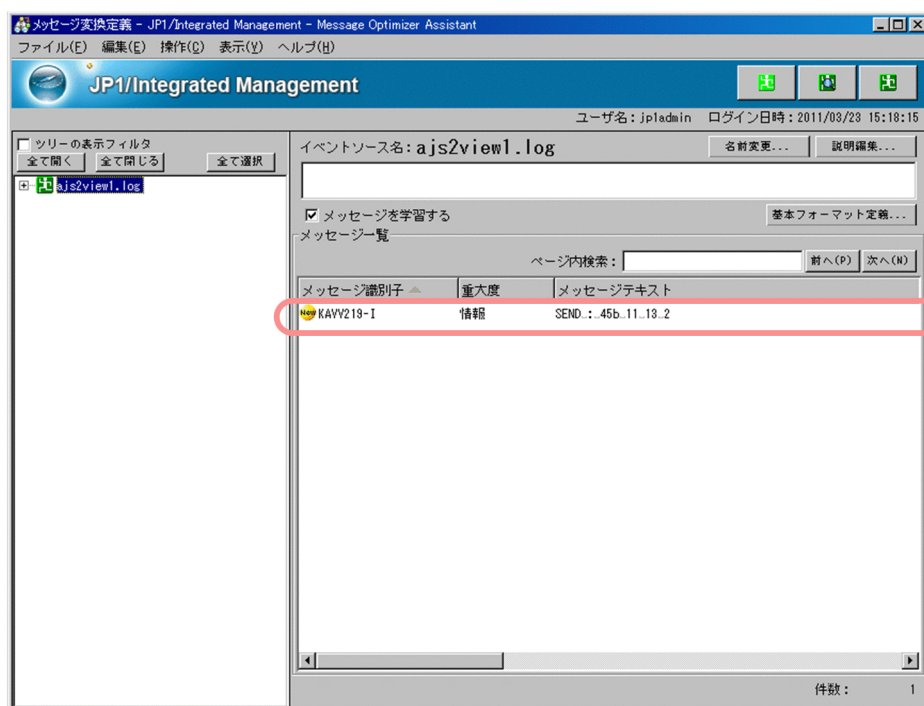 メッセージ変換定義 - JP1/Integrated Management - Message Optimizer Assistant
ファイル(F) 編集(E) 操作(C) 表示(V) ヘルプ(H)
JP1/Integrated Management
ユーザ名：jp1admin ログイン日時：2011/03/23 15:18:15
ツリーの表示フィルタ
全て開く 全て閉じる 全て選択
ajs2view1.log
イベントソース名：ajs2view1.log 名前変更... 説明編集...
メッセージを学習する 基本フォーマット定義...
メッセージ一覧
ページ内検索： 前へ(P) 次へ(N)
メッセージ識別子 重大度 メッセージテキスト
New KAVV219-I 情報 SEND_:_45b_11_13_2
件数： 1